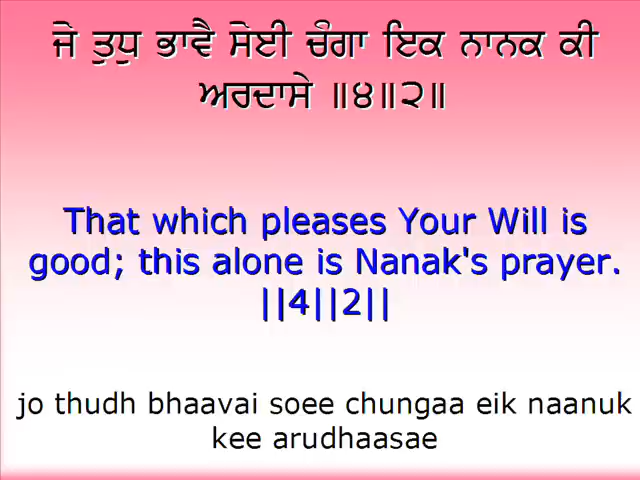 ਜੋ ਤੁਧੁ ਭਾਵੈ ਸੋਈ ਚੰਗਾ ਇਕ ਨਾਨਕ ਕੀ
ਅਰਦਾਸੇ ॥੪॥੨॥
That which pleases Your Will is
good; this alone is Nanak's prayer.
||4||2||
jo thudh bhaavai soee chungaa eik naanuk
kee arudhaasae